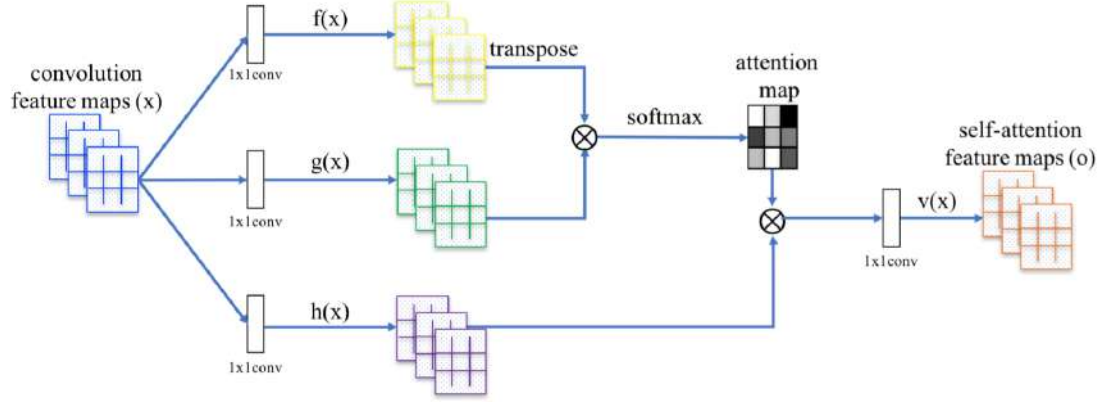 f(x)
1x1conv
transpose
convolution
feature maps (x)
attention
map
softmax
g(x)
1x1conv
self-attention
feature maps (o)
v(x)
1x1conv
h(x)
1x1conv